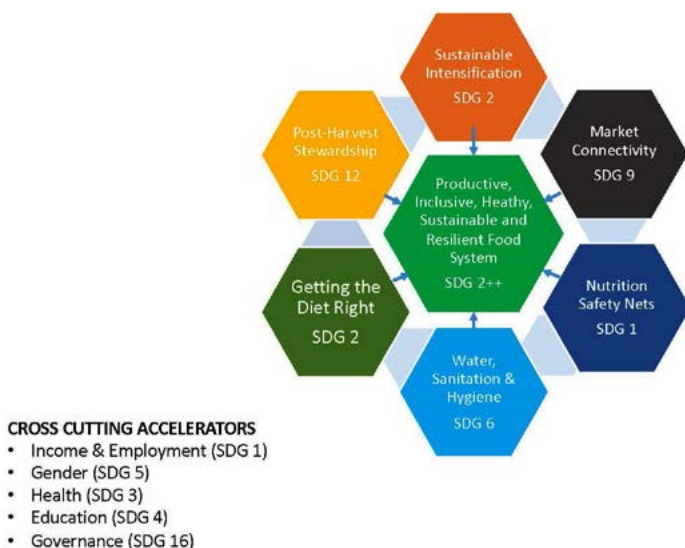 Sustainable
Intensification
SDG 2
Post-Harvest
Stewardship
SDG 12
Market
Connectivity
SDG 9
Productive,
Inclusive, Heathy,
Sustainable and
Resilient Food
System
SDG 2++
Getting the
Diet Right
SDG 2
Nutrition
Safety Nets
SDG 1
Water,
Sanitation &
Hygiene
SDG 6
CROSS CUTTING ACCELERATORS
• Income & Employment (SDG 1)
• Gender (SDG 5)
• Health (SDG 3)
• Education (SDG 4)
• Governance (SDG 16)